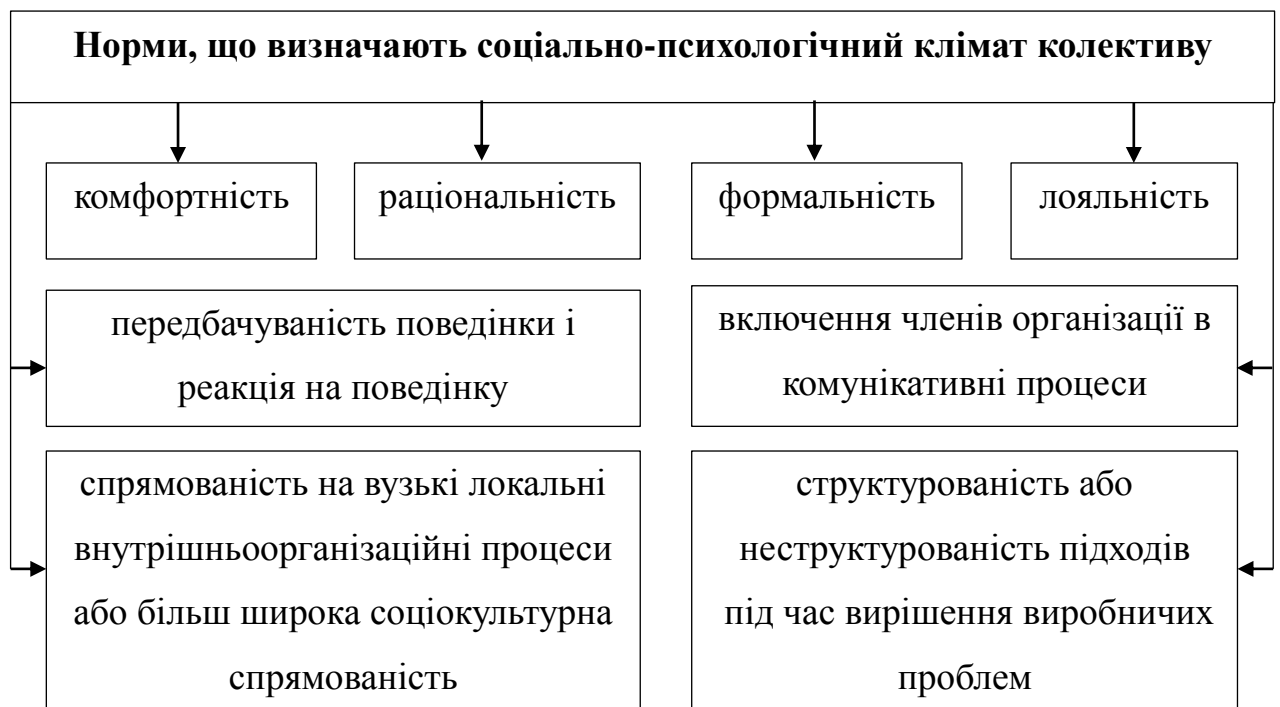 Норми, що визначають соціально-психологічний клімат колективу
комфортність
раціональність
формальність
лояльність
передбачуваність поведінки і
реакція на поведінку
включення членів організації в
комунікативні процеси
спрямованість на вузькі локальні
внутрішньоорганізаційні процеси
або більш широка соціокультурна
спрямованість
структурованість або
неструктурованість підходів
під час вирішення виробничих
проблем